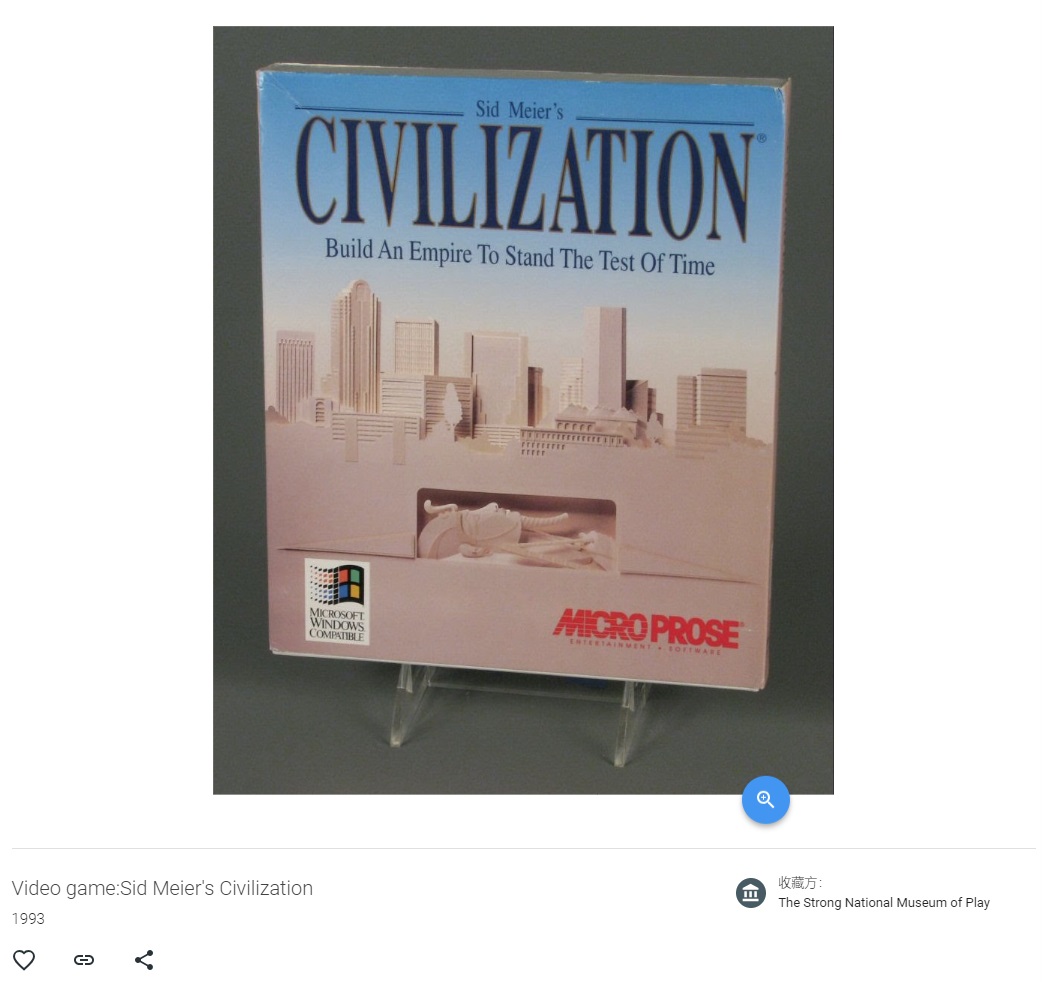 Sid Meier's
CIVILIZATION®
Build An Empire To Stand The Test Of Time
MICROSOFT®
WINDOWS™
COMPATIBLE
MICROPROSE®
ENTERTAINMENT • SOFTWARE
Video game:Sid Meier's Civilization
1993
收藏方：
The Strong National Museum of Play